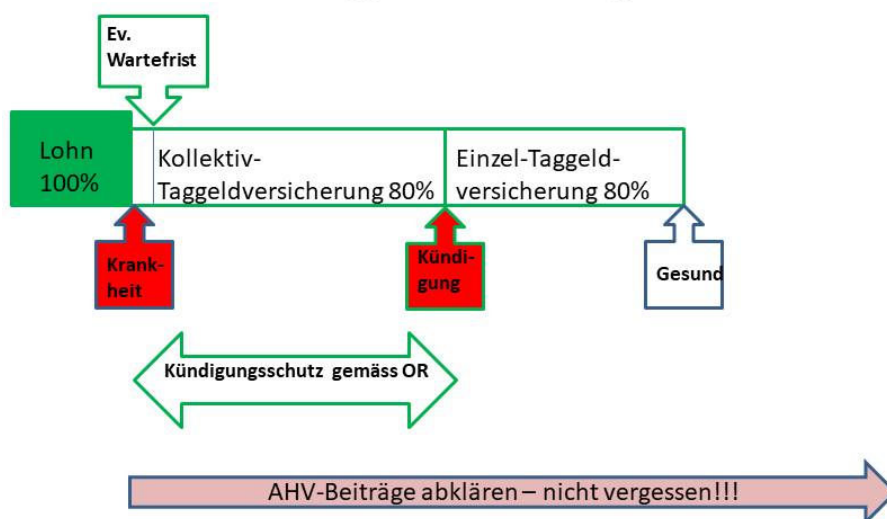 Ev.
Wartefrist
Lohn
100%
Kollektiv-
Taggeldversicherung 80%
Einzel-Taggeld-
versicherung 80%
Krank-
heit
Kündi-
gung
Gesund
Kündigungsschutz gemäss OR
AHV-Beiträge abklären – nicht vergessen!!!